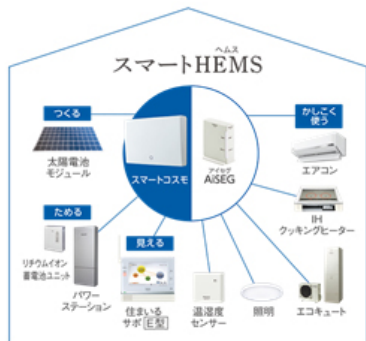 ヘムス
スマートHEMS
つくる
かしこく
使う
太陽電池
モジュール
スマートコスモ
アイセグ
AiSEG
エアコン
IH
クッキングヒーター
ためる
見える
リチウムイオン
蓄電池ユニット
パワー
ステーション
住まいる
サポ E型
温湿度
センサー
照明
エコキュート